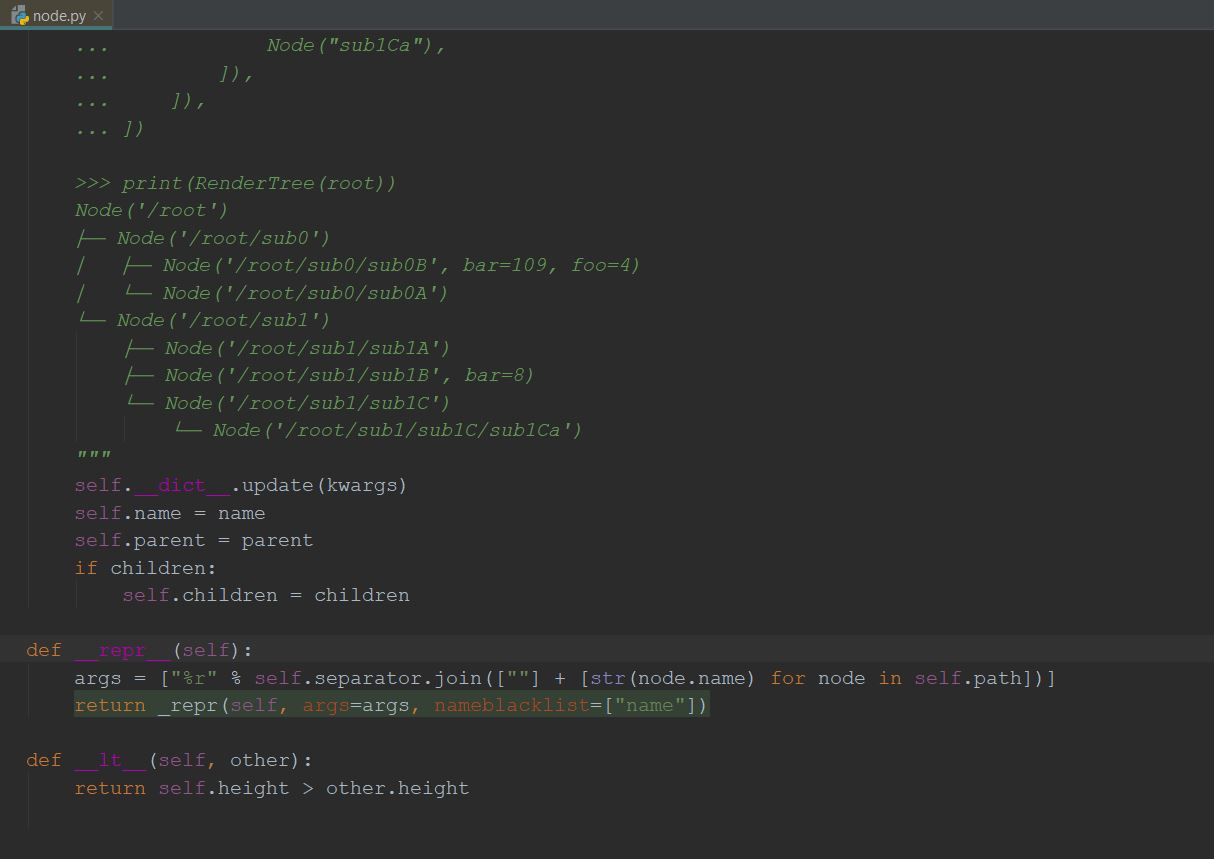 node.py
...             Node("sub1Ca"),
...         ]),
...     ]),
... ])
>>> print(RenderTree(root))
Node('/root')
├── Node('/root/sub0')
│   ├── Node('/root/sub0/sub0B', bar=109, foo=4)
│   └── Node('/root/sub0/sub0A')
└── Node('/root/sub1')
    ├── Node('/root/sub1/sub1A')
    ├── Node('/root/sub1/sub1B', bar=8)
    └── Node('/root/sub1/sub1C')
        └── Node('/root/sub1/sub1C/sub1Ca')
"""
self.__dict__.update(kwargs)
self.name = name
self.parent = parent
if children:
    self.children = children
def __repr__(self):
    args = ["%r" % self.separator.join([""] + [str(node.name) for node in self.path])]
    return _repr(self, args=args, nameblacklist=["name"])
def __lt__(self, other):
    return self.height > other.height